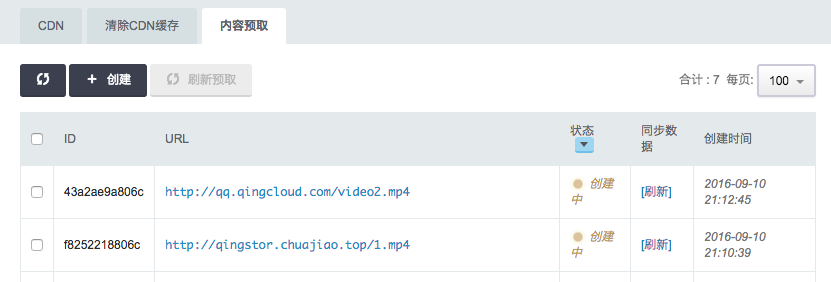 CDN 清除CDN缓存 内容预取
+ 创建 刷新预取 合计 : 7 每页: 100
ID URL 状态 同步数据 创建时间
43a2ae9a806c http://qq.qingcloud.com/video2.mp4 创建中 [刷新] 2016-09-10 21:12:45
f8252218806c http://qingstor.chuajiao.top/1.mp4 创建中 [刷新] 2016-09-10 21:10:39